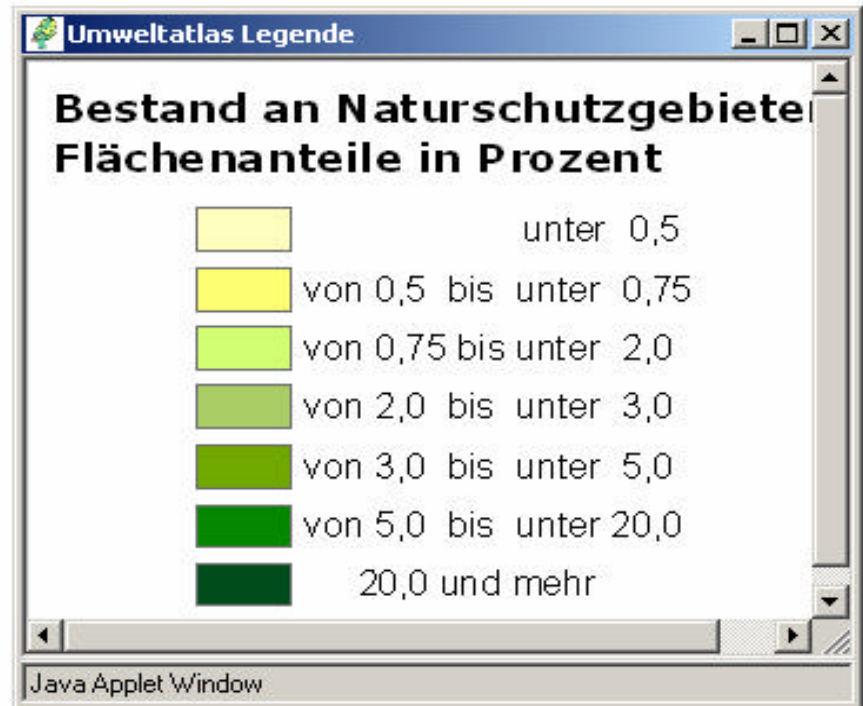 Umweltatlas Legende
Bestand an Naturschutzgebieten
Flächenanteile in Prozent
unter 0,5
von 0,5 bis unter 0,75
von 0,75 bis unter 2,0
von 2,0 bis unter 3,0
von 3,0 bis unter 5,0
von 5,0 bis unter 20,0
20,0 und mehr
Java Applet Window